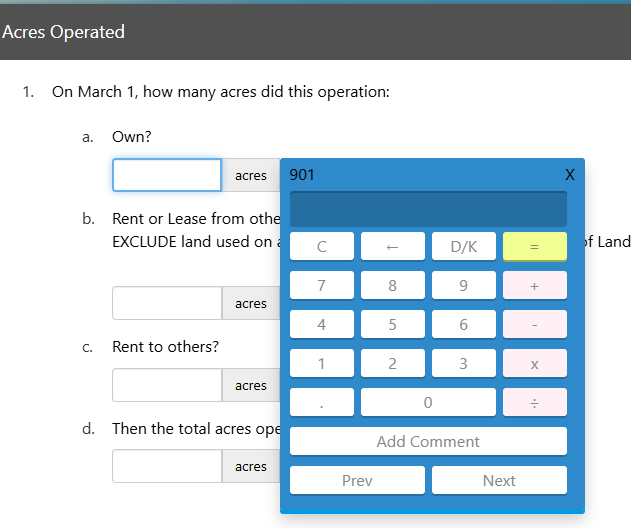 Acres Operated
1. On March 1, how many acres did this operation:
a. Own?
acres
901 X
b. Rent or Lease from othe
EXCLUDE land used on of Land
C ← D/K =
7 8 9 +
acres
4 5 6 -
c. Rent to others?
1 2 3 x
acres
. 0 ÷
d. Then the total acres ope
Add Comment
acres
Prev Next